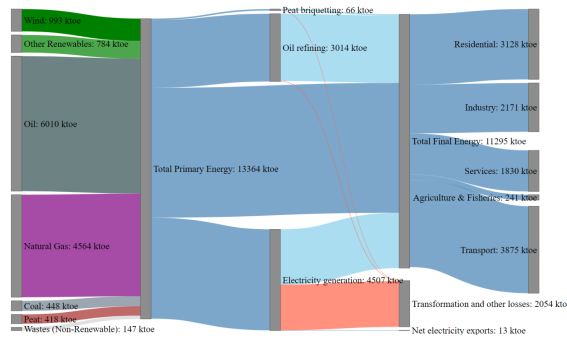 Wind: 993 ktoe
Other Renewables: 784 ktoe
Oil: 6010 ktoe
Natural Gas: 4564 ktoe
Coal: 448 ktoe
Peat: 418 ktoe
Wastes (Non-Renewable): 147 ktoe
Total Primary Energy: 13364 ktoe
Peat briquetting: 66 ktoe
Oil refining: 3014 ktoe
Electricity generation: 4507 ktoe
Total Final Energy: 11295 ktoe
Transformation and other losses: 2054 kto
Net electricity exports: 13 ktoe
Residential: 3128 ktoe
Industry: 2171 ktoe
Services: 1830 ktoe
Agriculture & Fisheries: 241 ktoe
Transport: 3875 ktoe